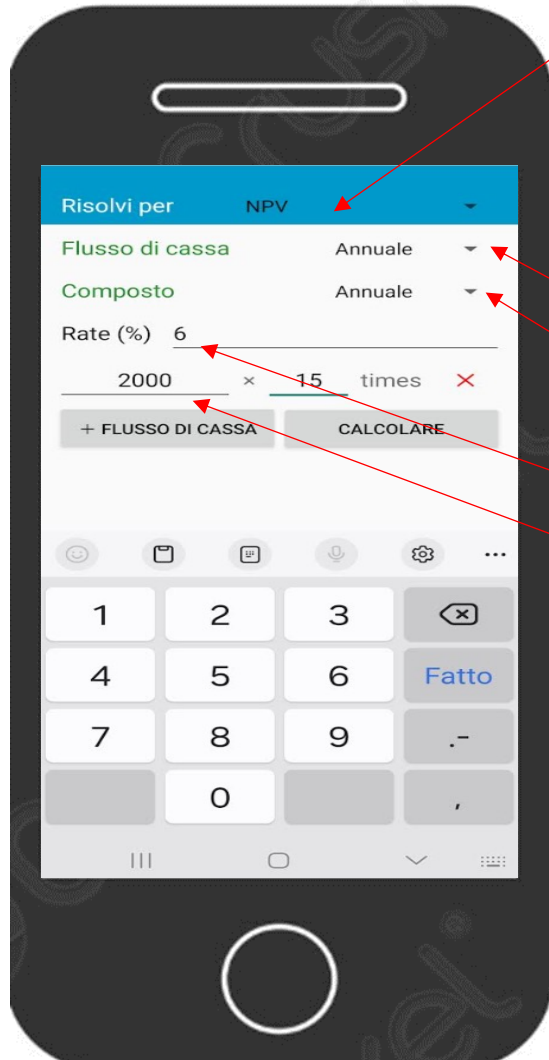 Risolvi per NPV
Flusso di cassa Annuale
Composto Annuale
Rate (%) 6
2000 × 15 times ×
+ FLUSSO DI CASSA CALCOLARE
1 2 3
4 5 6 Fatto
7 8 9 .-
0 ,